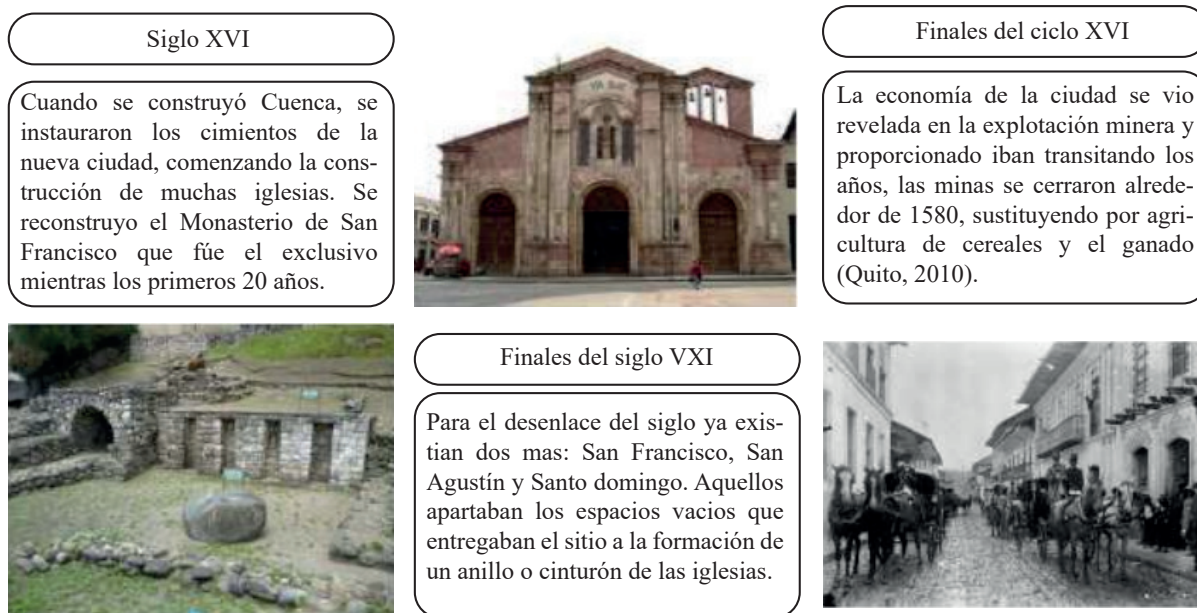 Siglo XVI
Cuando se construyó Cuenca, se
instauraron los cimientos de la
nueva ciudad, comenzando la cons-
trucción de muchas iglesias. Se
reconstruyo el Monasterio de San
Francisco que fúe el exclusivo
mientras los primeros 20 años.
Finales del siglo VXI
Para el desenlace del siglo ya exis-
tian dos mas: San Francisco, San
Agustín y Santo domingo. Aquellos
apartaban los espacios vacios que
entregaban el sitio a la formación de
un anillo o cinturón de las iglesias.
Finales del ciclo XVI
La economía de la ciudad se vio
revelada en la explotación minera y
proporcionado iban transitando los
años, las minas se cerraron alrede-
dor de 1580, sustituyendo por agri-
cultura de cereales y el ganado
(Quito, 2010).